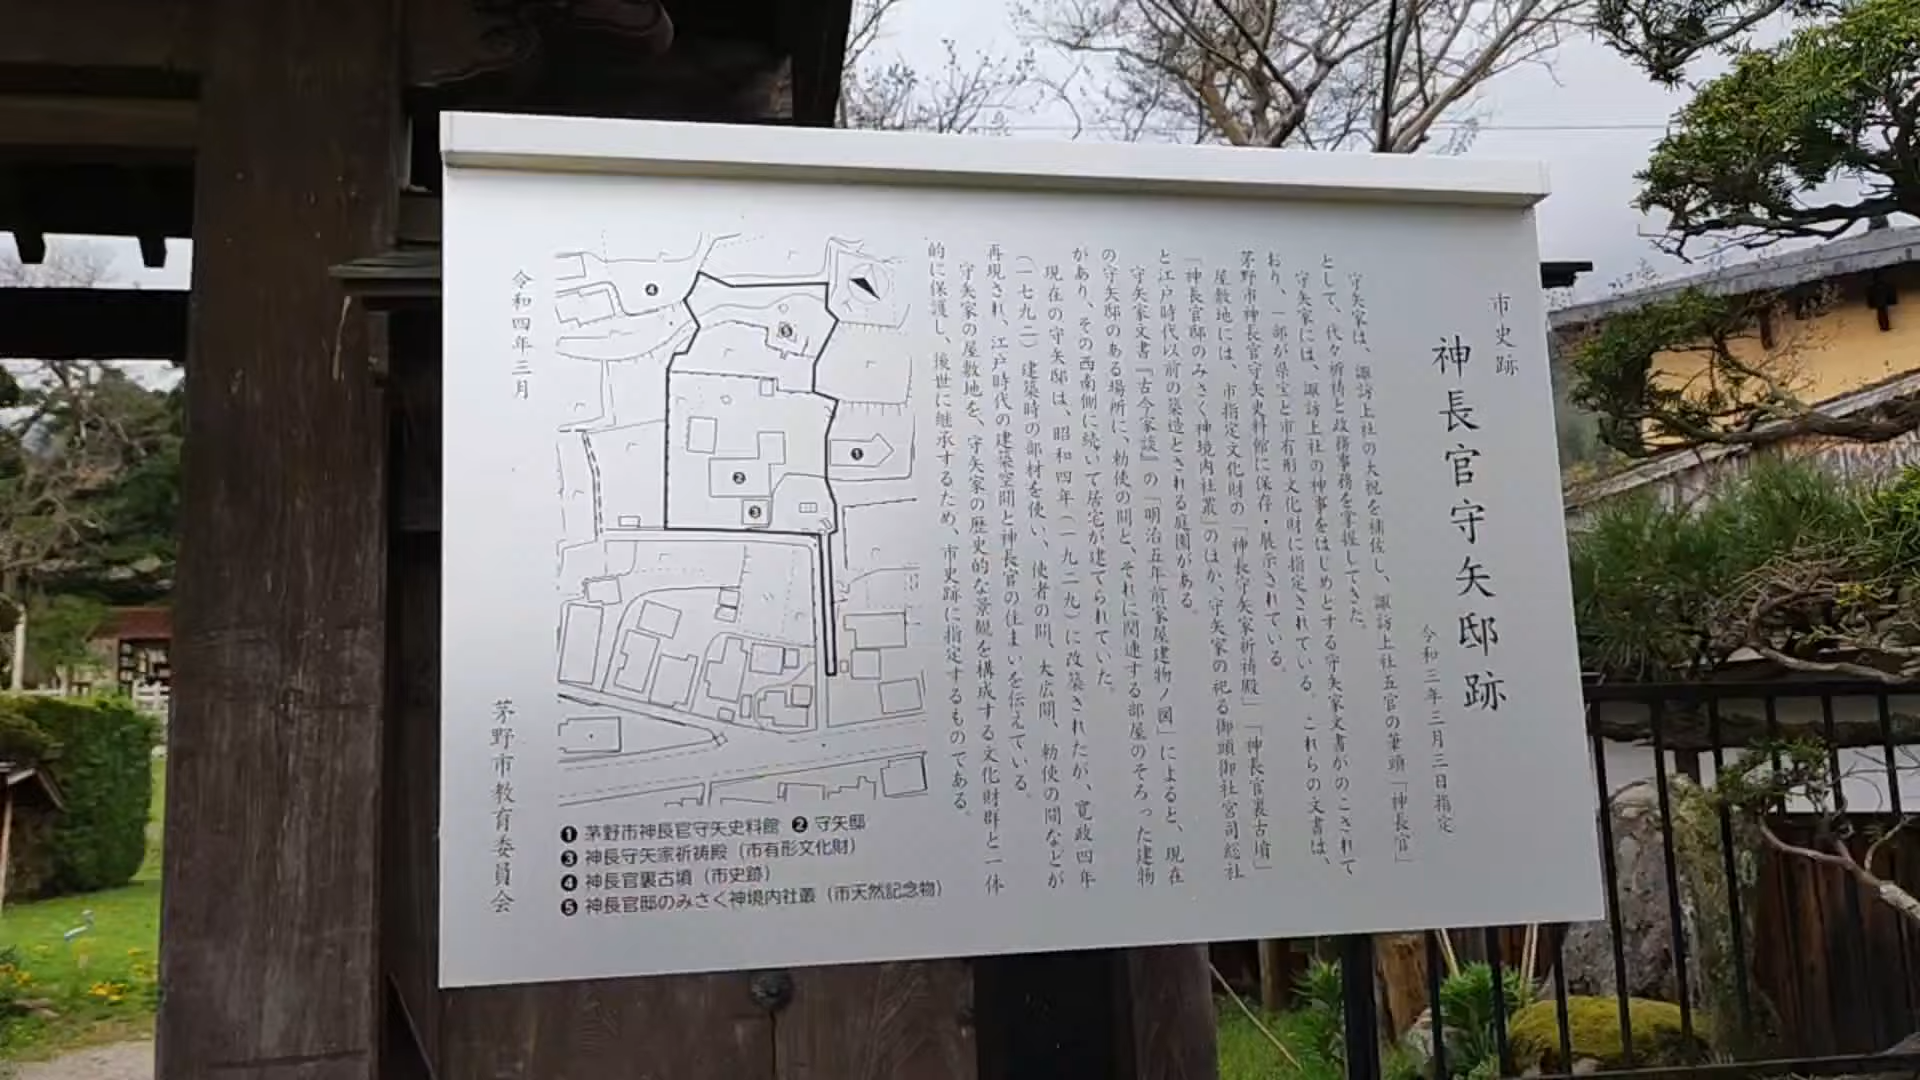 市史跡
神長官守矢邸跡
令和三年三月三日指定
守矢家は、諏訪上社の大祝を補佐し、諏訪上社五官の筆頭「神長官」
として、代々祈祷と政務事務を掌握してきた。
守矢家には、諏訪上社の神事をはじめとする守矢家文書がのこされて
おり、一部が県宝と市有形文化財に指定されている。これらの文書は、
茅野市神長官守矢史料館に保存・展示されている。
屋敷地には、市指定文化財の「神長守矢家祈祷殿」「神長官裏古墳」
「神長官邸のみさく神境内社叢」のほか、守矢家の祀る御頭御社宮司総社
と江戸時代以前の築造とされる庭園がある。
守矢家文書『古今家談』の「明治五年前家屋建物ノ図」によると、現在
の守矢邸のある場所に、勅使の間と、それに関連する部屋のそろった建物
があり、その西南側に続いて居宅が建てられていた。
現在の守矢邸は、昭和四年(一九二九)に改築されたが、寛政四年
(一七九二)建築時の部材を使い、使者の間、大広間、勅使の間などが
再現され、江戸時代の建築空間と神長官の住まいを伝えている。
守矢家の屋敷地を、守矢家の歴史的な景観を構成する文化財群と一体
的に保護し、後世に継承するため、市史跡に指定するものである。
④
⑤
①
②
③
❶ 茅野市神長官守矢史料館 ❷ 守矢邸
❸ 神長守矢家祈祷殿(市有形文化財)
❹ 神長官裏古墳(市史跡)
❺ 神長官邸のみさく神境内社叢(市天然記念物)
令和四年三月
茅野市教育委員会